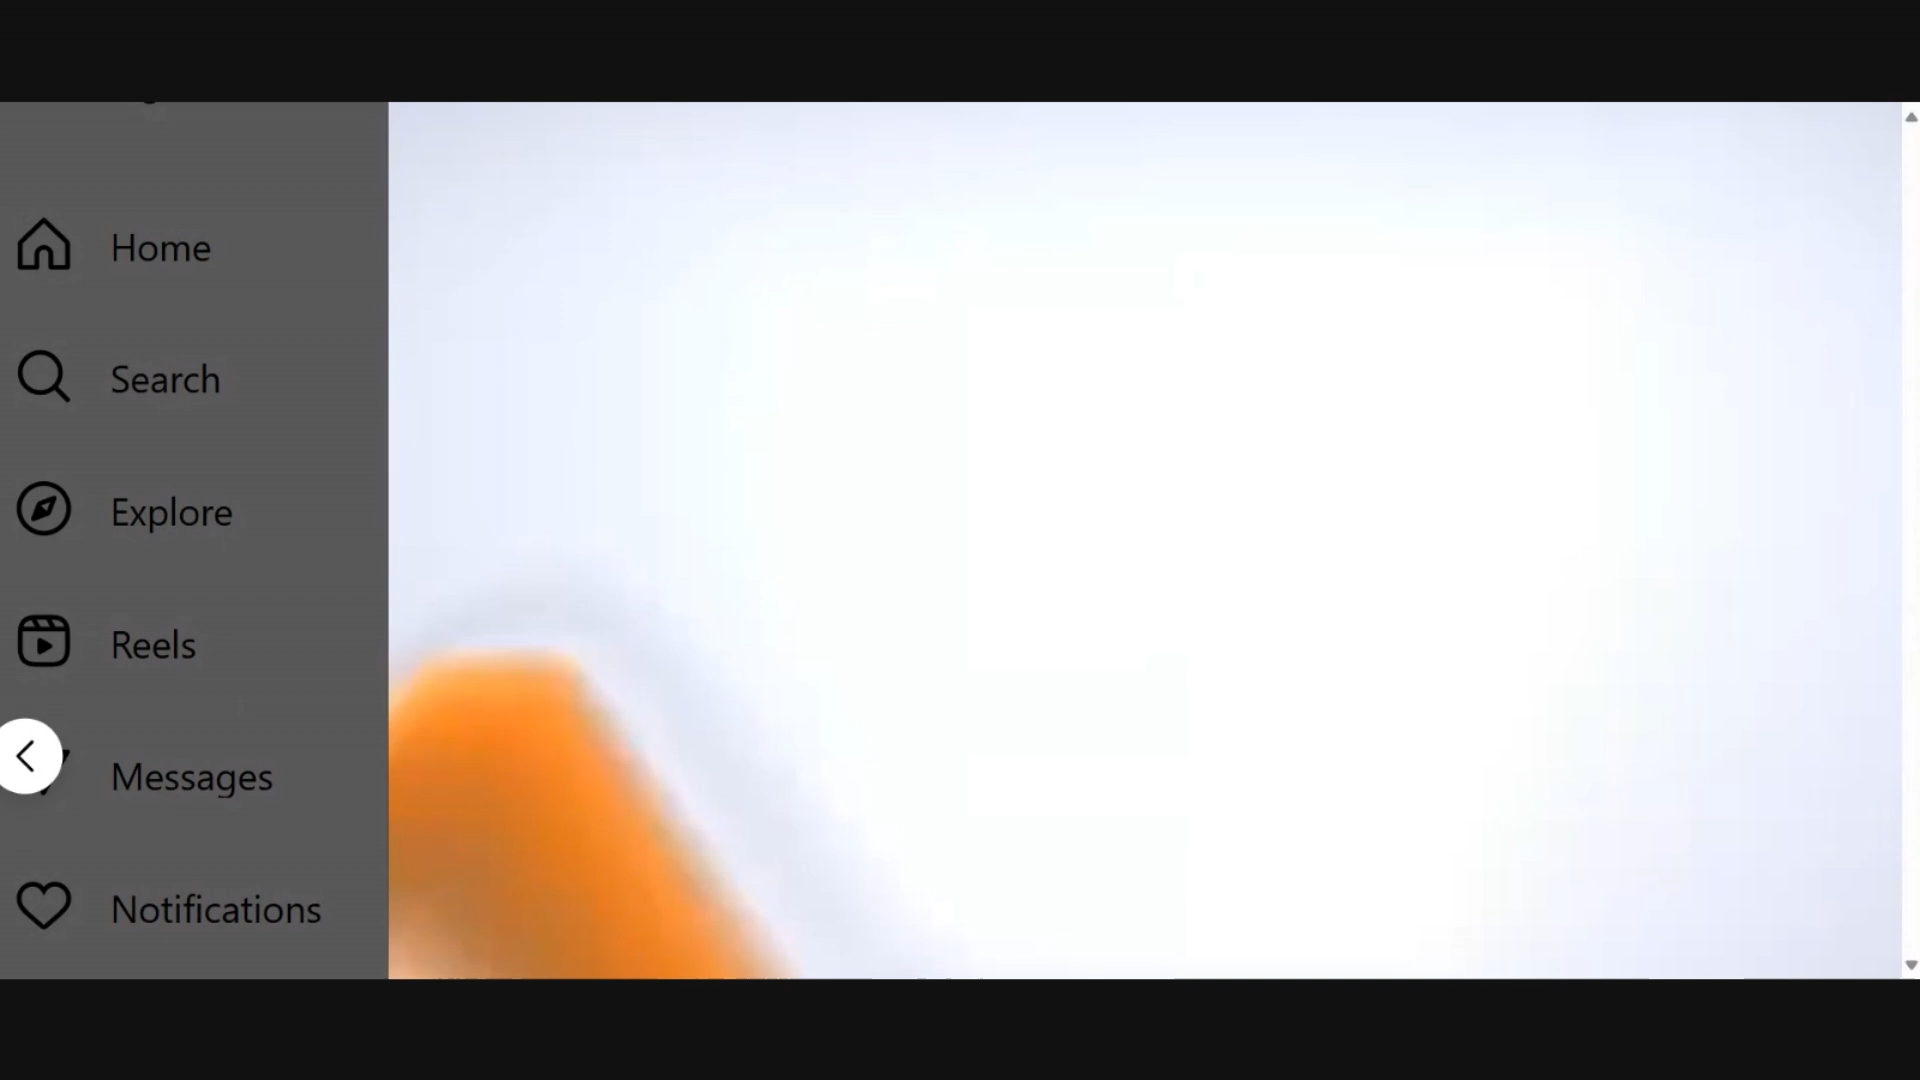 Home
Search
Explore
Reels
Messages
Notifications